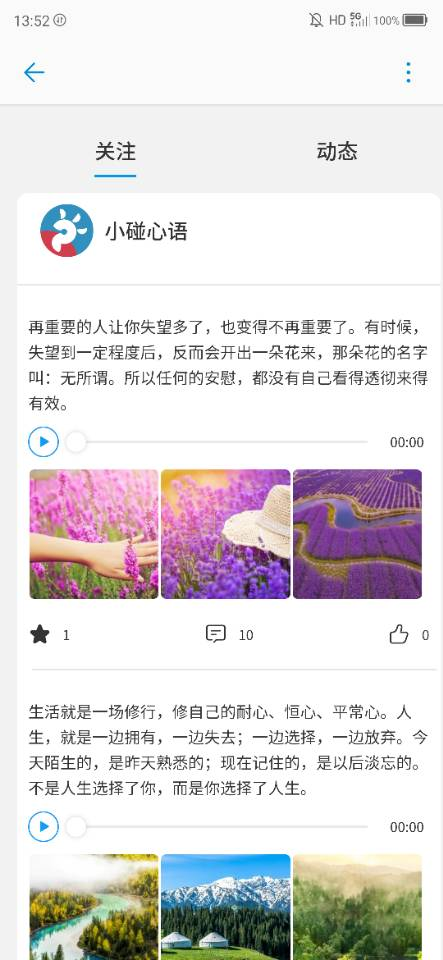 13:52 HD 5G 100%
关注 动态
小碰心语
再重要的人让你失望多了，也变得不再重要了。有时候，
失望到一定程度后，反而会开出一朵花来，那朵花的名字
叫：无所谓。所以任何的安慰，都没有自己看得透彻来得
有效。
00:00
1 10 0
生活就是一场修行，修自己的耐心、恒心、平常心。人
生，就是一边拥有，一边失去；一边选择，一边放弃。今
天陌生的，是昨天熟悉的；现在记住的，是以后淡忘的。
不是人生选择了你，而是你选择了人生。
00:00